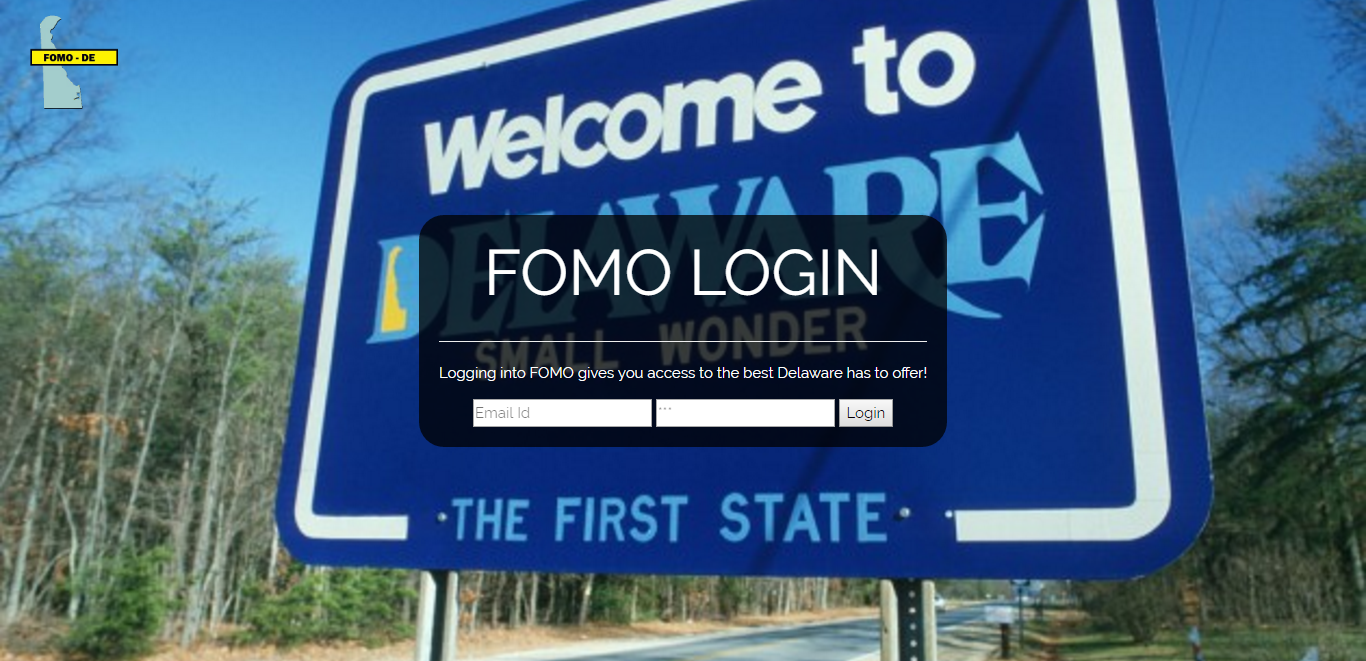 FOMO - DE
Welcome to
DELAWARE
FOMO LOGIN
SMALL WONDER
Logging into FOMO gives you access to the best Delaware has to offer!
Email Id *** Login
THE FIRST STATE